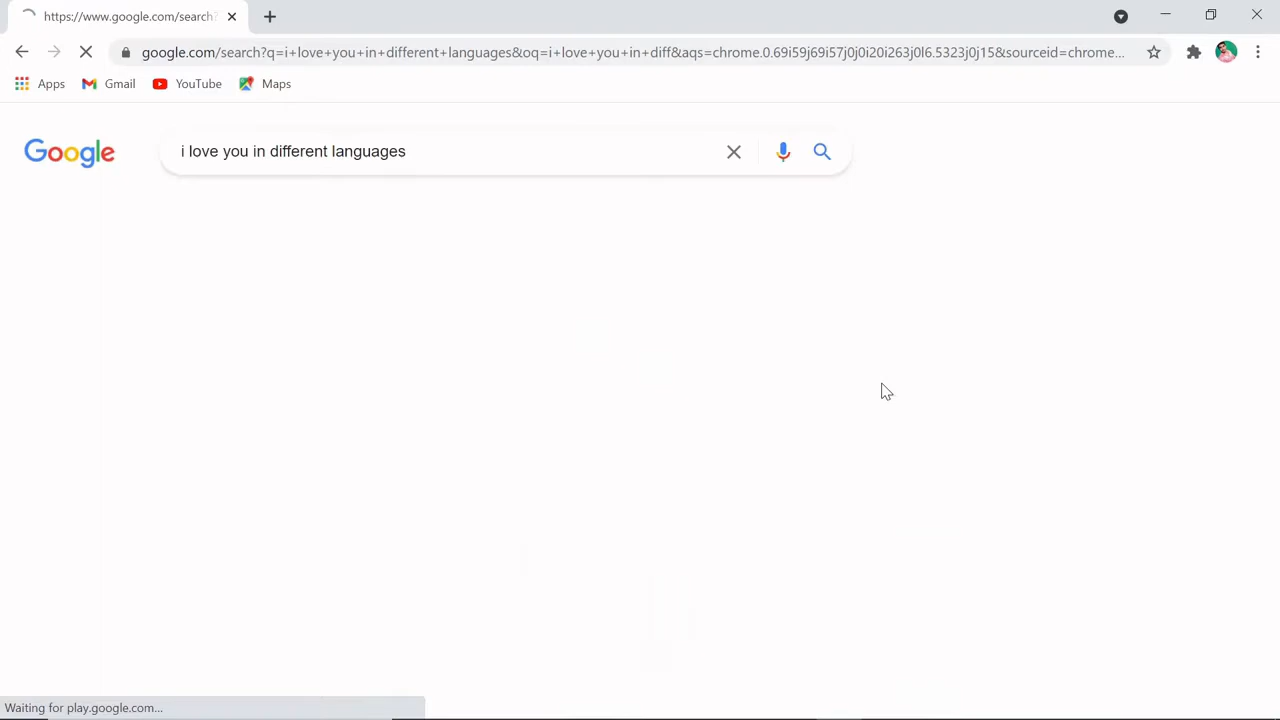 https://www.google.com/search?
google.com/search?q=i+love+you+in+different+languages&oq=i+love+you+in+diff&aqs=chrome.0.69i59j69i57j0j0i20i263j0l6.5323j0j15&sourceid=chrome...
Apps Gmail YouTube Maps
Google i love you in different languages
Waiting for play.google.com...